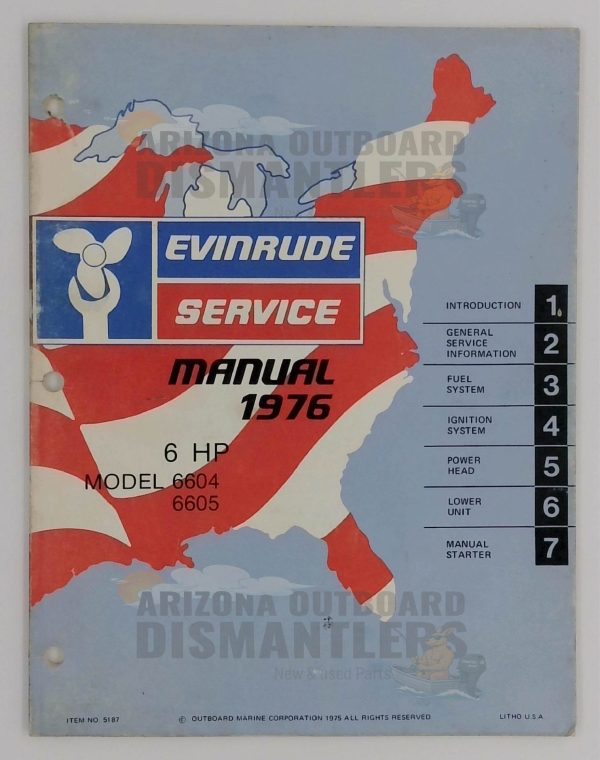 ARIZONA OUTBOARD
DISMANTLERS
EVINRUDE
SERVICE
MANUAL
1976
6 HP
MODEL 6604
6605
INTRODUCTION 1
GENERAL
SERVICE
INFORMATION 2
FUEL
SYSTEM 3
IGNITION
SYSTEM 4
POWER
HEAD 5
LOWER
UNIT 6
MANUAL
STARTER 7
ARIZONA OUTBOARD
DISMANTLERS
New & used Parts
ITEM NO. 5187
© OUTBOARD MARINE CORPORATION 1975 ALL RIGHTS RESERVED
LITHO U.S.A.